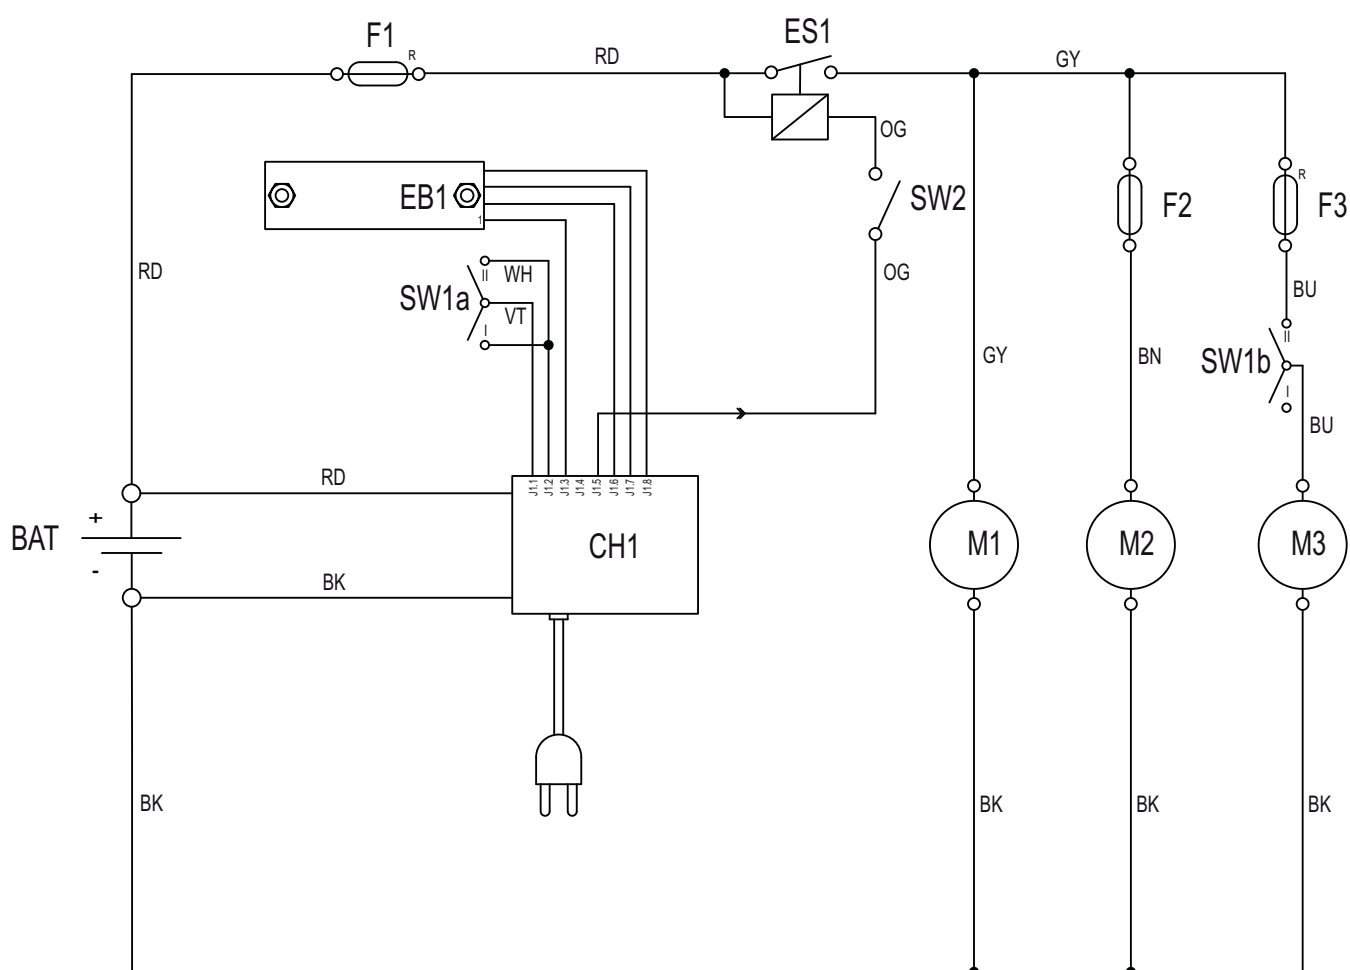 F1
R
RD
ES1
GY
OG
EB1
1
SW2
F2
R
F3
RD
II
WH
OG
SW1a
VT
I
BU
II
GY
BN
SW1b
I
BU
RD
J1.1
J1.2
J1.3
J1.4
J1.5
J1.6
J1.7
J1.8
+
BAT
-
CH1
M1
M2
M3
BK
BK
BK
BK
BK